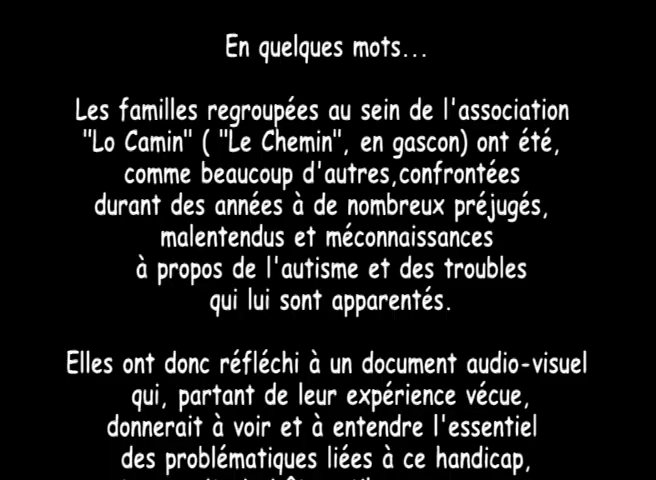 En quelques mots...
Les familles regroupées au sein de l'association
"Lo Camin" ( "Le Chemin", en gascon) ont été,
comme beaucoup d'autres,confrontées
durant des années à de nombreux préjugés,
malentendus et méconnaissances
à propos de l'autisme et des troubles
qui lui sont apparentés.
Elles ont donc réfléchi à un document audio-visuel
qui, partant de leur expérience vécue,
donnerait à voir et à entendre l'essentiel
des problématiques liées à ce handicap,